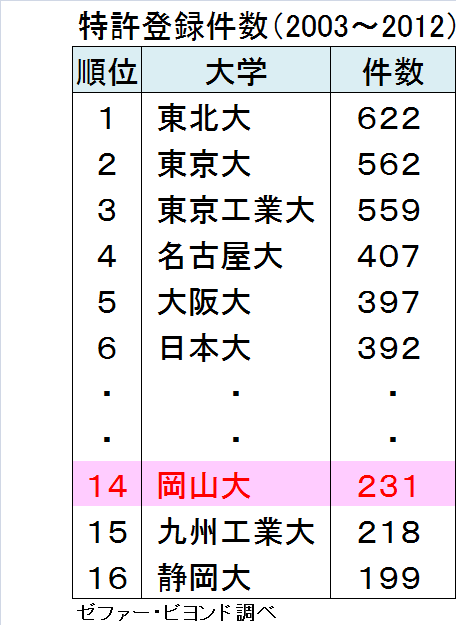 特許登録件数（2003～2012）
順位 大学 件数
1 東北大 622
2 東京大 562
3 東京工業大 559
4 名古屋大 407
5 大阪大 397
6 日本大 392
・ ・ ・
・ ・ ・
14 岡山大 231
15 九州工業大 218
16 静岡大 199
ゼファー・ビヨンド調べ